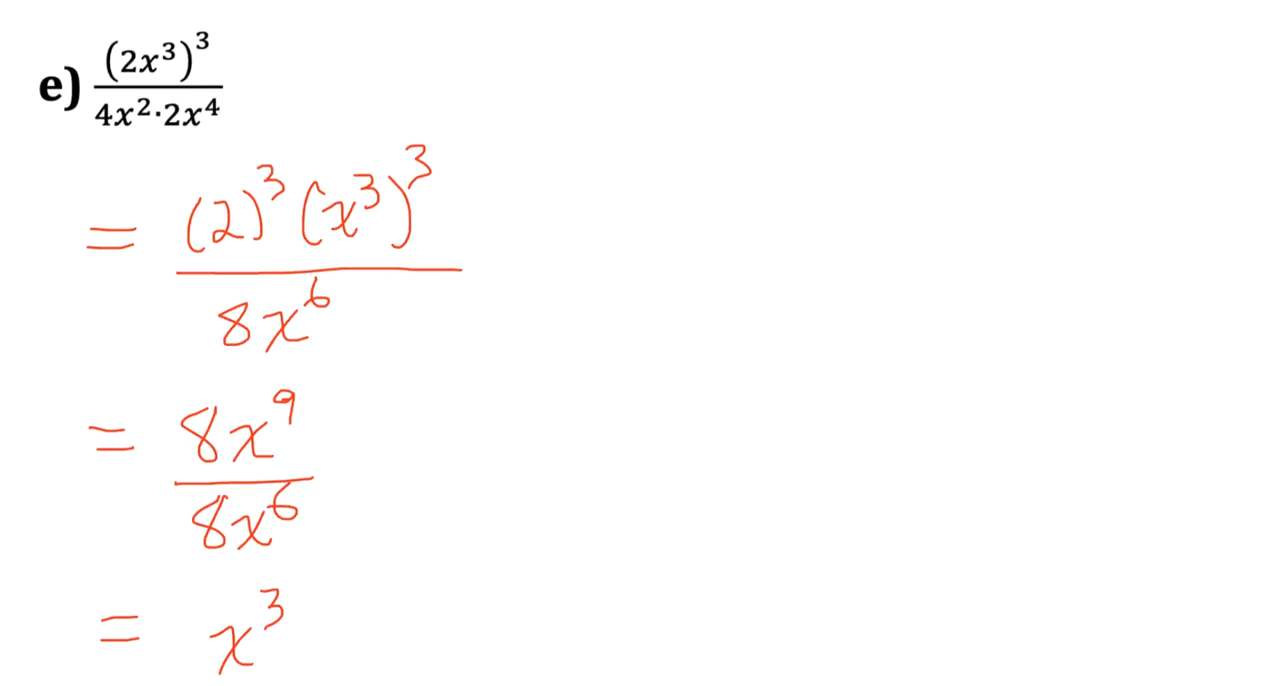 e) (2x³)³ / 4x²·2x⁴
= (2)³(x³)³ / 8x⁶
= 8x⁹ / 8x⁶
= x³